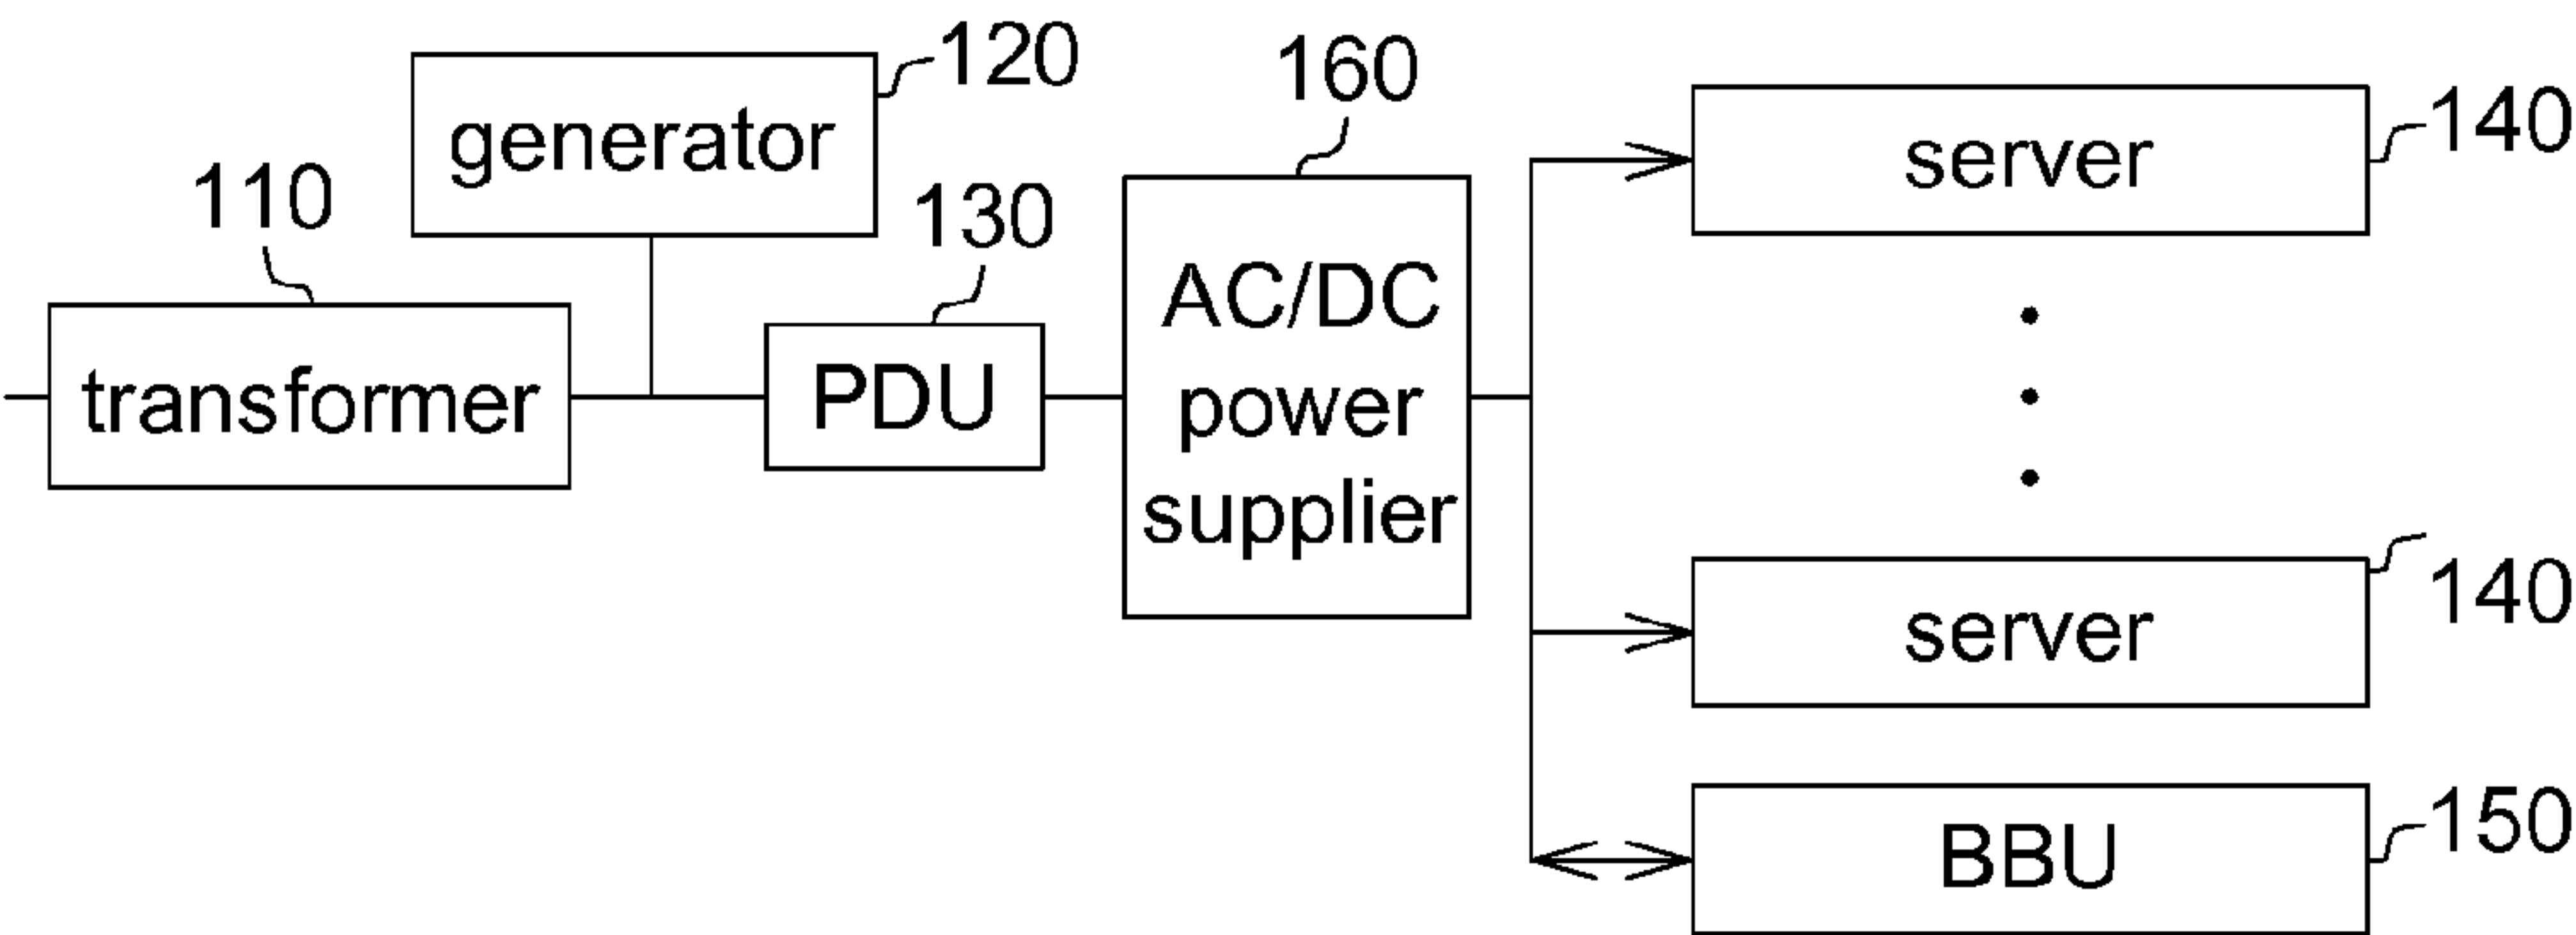 120
generator
110
transformer
130
PDU
160
AC/DC
power
supplier
140
server
140
server
150
BBU